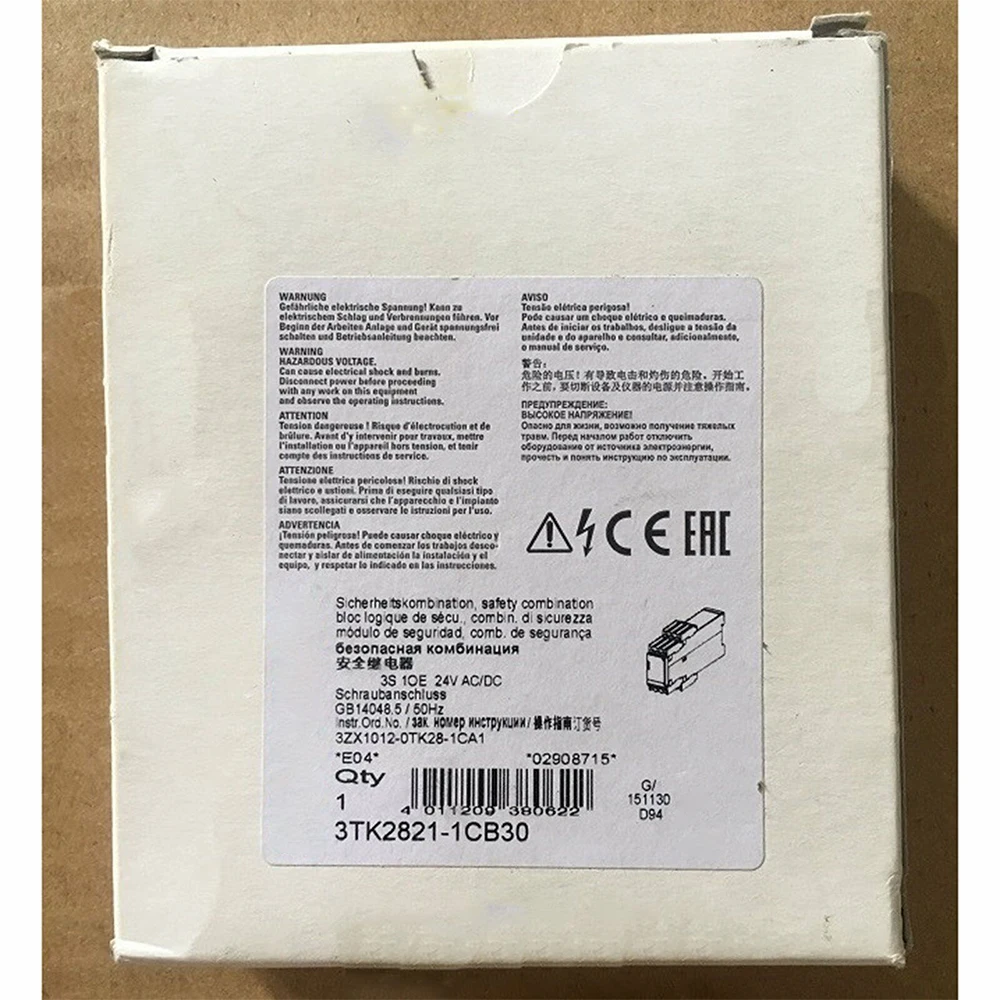 WARNUNG
Gefährliche elektrische Spannung! Kann zu
elektrischem Schlag und Verbrennungen führen. Vor
Beginn der Arbeiten Anlage und Gerät spannungsfrei
schalten und Betriebsanleitung beachten.
WARNING
HAZARDOUS VOLTAGE.
Can cause electrical shock and burns.
Disconnect power before proceeding
with any work on this equipment
and observe the operating instructions.
ATTENTION
Tension dangereuse ! Risque d'électrocution et de
brûlure. Avant d'y intervenir pour travaux, mettre
l'installation ou l'appareil hors tension, et tenir
compte des instructions de service.
ATTENZIONE
Tensione elettrica pericolosa! Rischio di shock
elettrico e ustioni. Prima di eseguire qualsiasi tipo
di lavoro, assicurarsi che l'apparecchio e l'impianto
siano scollegati e osservare le istruzioni per l'uso.
ADVERTENCIA
¡Tensión peligrosa! Puede causar choque eléctrico y
quemaduras. Antes de comenzar los trabajos desco-
nectar y aislar de alimentación la instalación y el
equipo, y respetar lo indicado en las instrucciones.
AVISO
Tensão elétrica perigosa!
Pode causar um choque elétrico e queimaduras.
Antes de iniciar os trabalhos, desligue a tensão da
unidade e do aparelho e consultar, adicionalmente,
o manual de serviço.
警告:
危险的电压！有导致电击和灼伤的危险。开始工
作之前,要切断设备及仪器的电源并注意操作指南。
ПРЕДУПРЕЖДЕНИЕ:
ВЫСОКОЕ НАПРЯЖЕНИЕ!
Опасно для жизни, возможно получение тяжелых
травм. Перед началом работ отключить
оборудование от источника электроэнергии,
прочесть и понять инструкцию по эксплуатации.
CE EAC
Sicherheitskombination, safety combination
bloc logique de sécu., combin. di sicurezza
módulo de seguridad, comb. de segurança
безопасная комбинация
安全继电器
3S 1OE 24V AC/DC
Schraubanschluss
GB14048.5 / 50Hz
Instr.Ord.No. / зак. номер инструкции / 操作指南订货号
3ZX1012-0TK28-1CA1
*E04* *02908715*
Qty
1
4 011209 380622
G/
151130
D94
3TK2821-1CB30